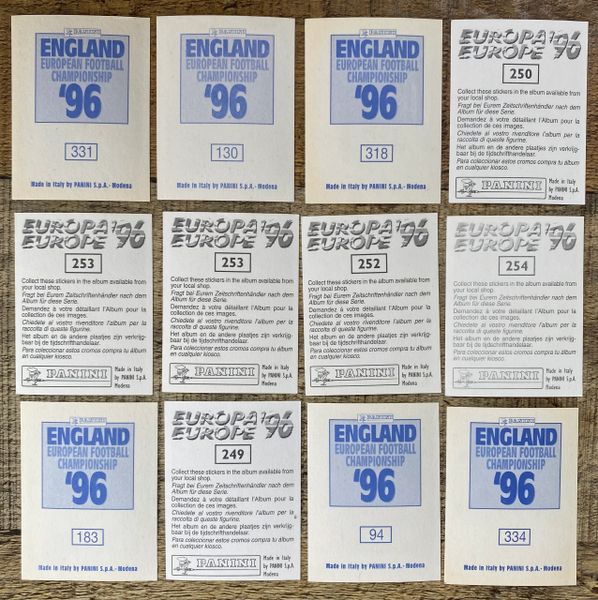 PANINI
ENGLAND
EUROPEAN FOOTBALL
CHAMPIONSHIP
'96
331
Made in Italy by PANINI S.p.A. - Modena
PANINI
ENGLAND
EUROPEAN FOOTBALL
CHAMPIONSHIP
'96
130
Made in Italy by PANINI S.p.A. - Modena
PANINI
ENGLAND
EUROPEAN FOOTBALL
CHAMPIONSHIP
'96
318
Made in Italy by PANINI S.p.A. - Modena
EUROPA '96
EUROPE
250
Collect these stickers in the album available from
your local shop.
Fragt bei Eurem Zeitschriftenhändler nach dem
Album für diese Serie.
Demandez à votre détaillant l'Album pour la
collection de ces images.
Chiedete al vostro rivenditore l'album per la
raccolta di queste figurine.
Het album en de andere plaatjes zijn verkrijg-
baar bij de tijdschrifthandelaar.
Para coleccionar estos cromos compra tu álbum
en cualquier kiosco.
PANINI
Made in Italy
by PANINI S.p.A.
Modena
EUROPA '96
EUROPE
253
Collect these stickers in the album available from
your local shop.
Fragt bei Eurem Zeitschriftenhändler nach dem
Album für diese Serie.
Demandez à votre détaillant l'Album pour la
collection de ces images.
Chiedete al vostro rivenditore l'album per la
raccolta di queste figurine.
Het album en de andere plaatjes zijn verkrijg-
baar bij de tijdschrifthandelaar.
Para coleccionar estos cromos compra tu álbum
en cualquier kiosco.
PANINI
Made in Italy
by PANINI S.p.A.
Modena
EUROPA '96
EUROPE
253
Collect these stickers in the album available from
your local shop.
Fragt bei Eurem Zeitschriftenhändler nach dem
Album für diese Serie.
Demandez à votre détaillant l'Album pour la
collection de ces images.
Chiedete al vostro rivenditore l'album per la
raccolta di queste figurine.
Het album en de andere plaatjes zijn verkrijg-
baar bij de tijdschrifthandelaar.
Para coleccionar estos cromos compra tu álbum
en cualquier kiosco.
PANINI
Made in Italy
by PANINI S.p.A.
Modena
EUROPA '96
EUROPE
252
Collect these stickers in the album available from
your local shop.
Fragt bei Eurem Zeitschriftenhändler nach dem
Album für diese Serie.
Demandez à votre détaillant l'Album pour la
collection de ces images.
Chiedete al vostro rivenditore l'album per la
raccolta di queste figurine.
Het album en de andere plaatjes zijn verkrijg-
baar bij de tijdschrifthandelaar.
Para coleccionar estos cromos compra tu álbum
en cualquier kiosco.
PANINI
Made in Italy
by PANINI S.p.A.
Modena
EUROPA '96
EUROPE
254
Collect these stickers in the album available from
your local shop.
Fragt bei Eurem Zeitschriftenhändler nach dem
Album für diese Serie.
Demandez à votre détaillant l'Album pour la
collection de ces images.
Chiedete al vostro rivenditore l'album per la
raccolta di queste figurine.
Het album en de andere plaatjes zijn verkrijg-
baar bij de tijdschrifthandelaar.
Para coleccionar estos cromos compra tu álbum
en cualquier kiosco.
PANINI
Made in Italy
by PANINI S.p.A.
Modena
PANINI
ENGLAND
EUROPEAN FOOTBALL
CHAMPIONSHIP
'96
183
Made in Italy by PANINI S.p.A. - Modena
EUROPA '96
EUROPE
249
Collect these stickers in the album available from
your local shop.
Fragt bei Eurem Zeitschriftenhändler nach dem
Album für diese Serie.
Demandez à votre détaillant l'Album pour la
collection de ces images.
Chiedete al vostro rivenditore l'album per la
raccolta di queste figurine.
Het album en de andere plaatjes zijn verkrijg-
baar bij de tijdschrifthandelaar.
Para coleccionar estos cromos compra tu álbum
en cualquier kiosco.
PANINI
Made in Italy
by PANINI S.p.A.
Modena
PANINI
ENGLAND
EUROPEAN FOOTBALL
CHAMPIONSHIP
'96
94
Made in Italy by PANINI S.p.A. - Modena
PANINI
ENGLAND
EUROPEAN FOOTBALL
CHAMPIONSHIP
'96
334
Made in Italy by PANINI S.p.A. - Modena